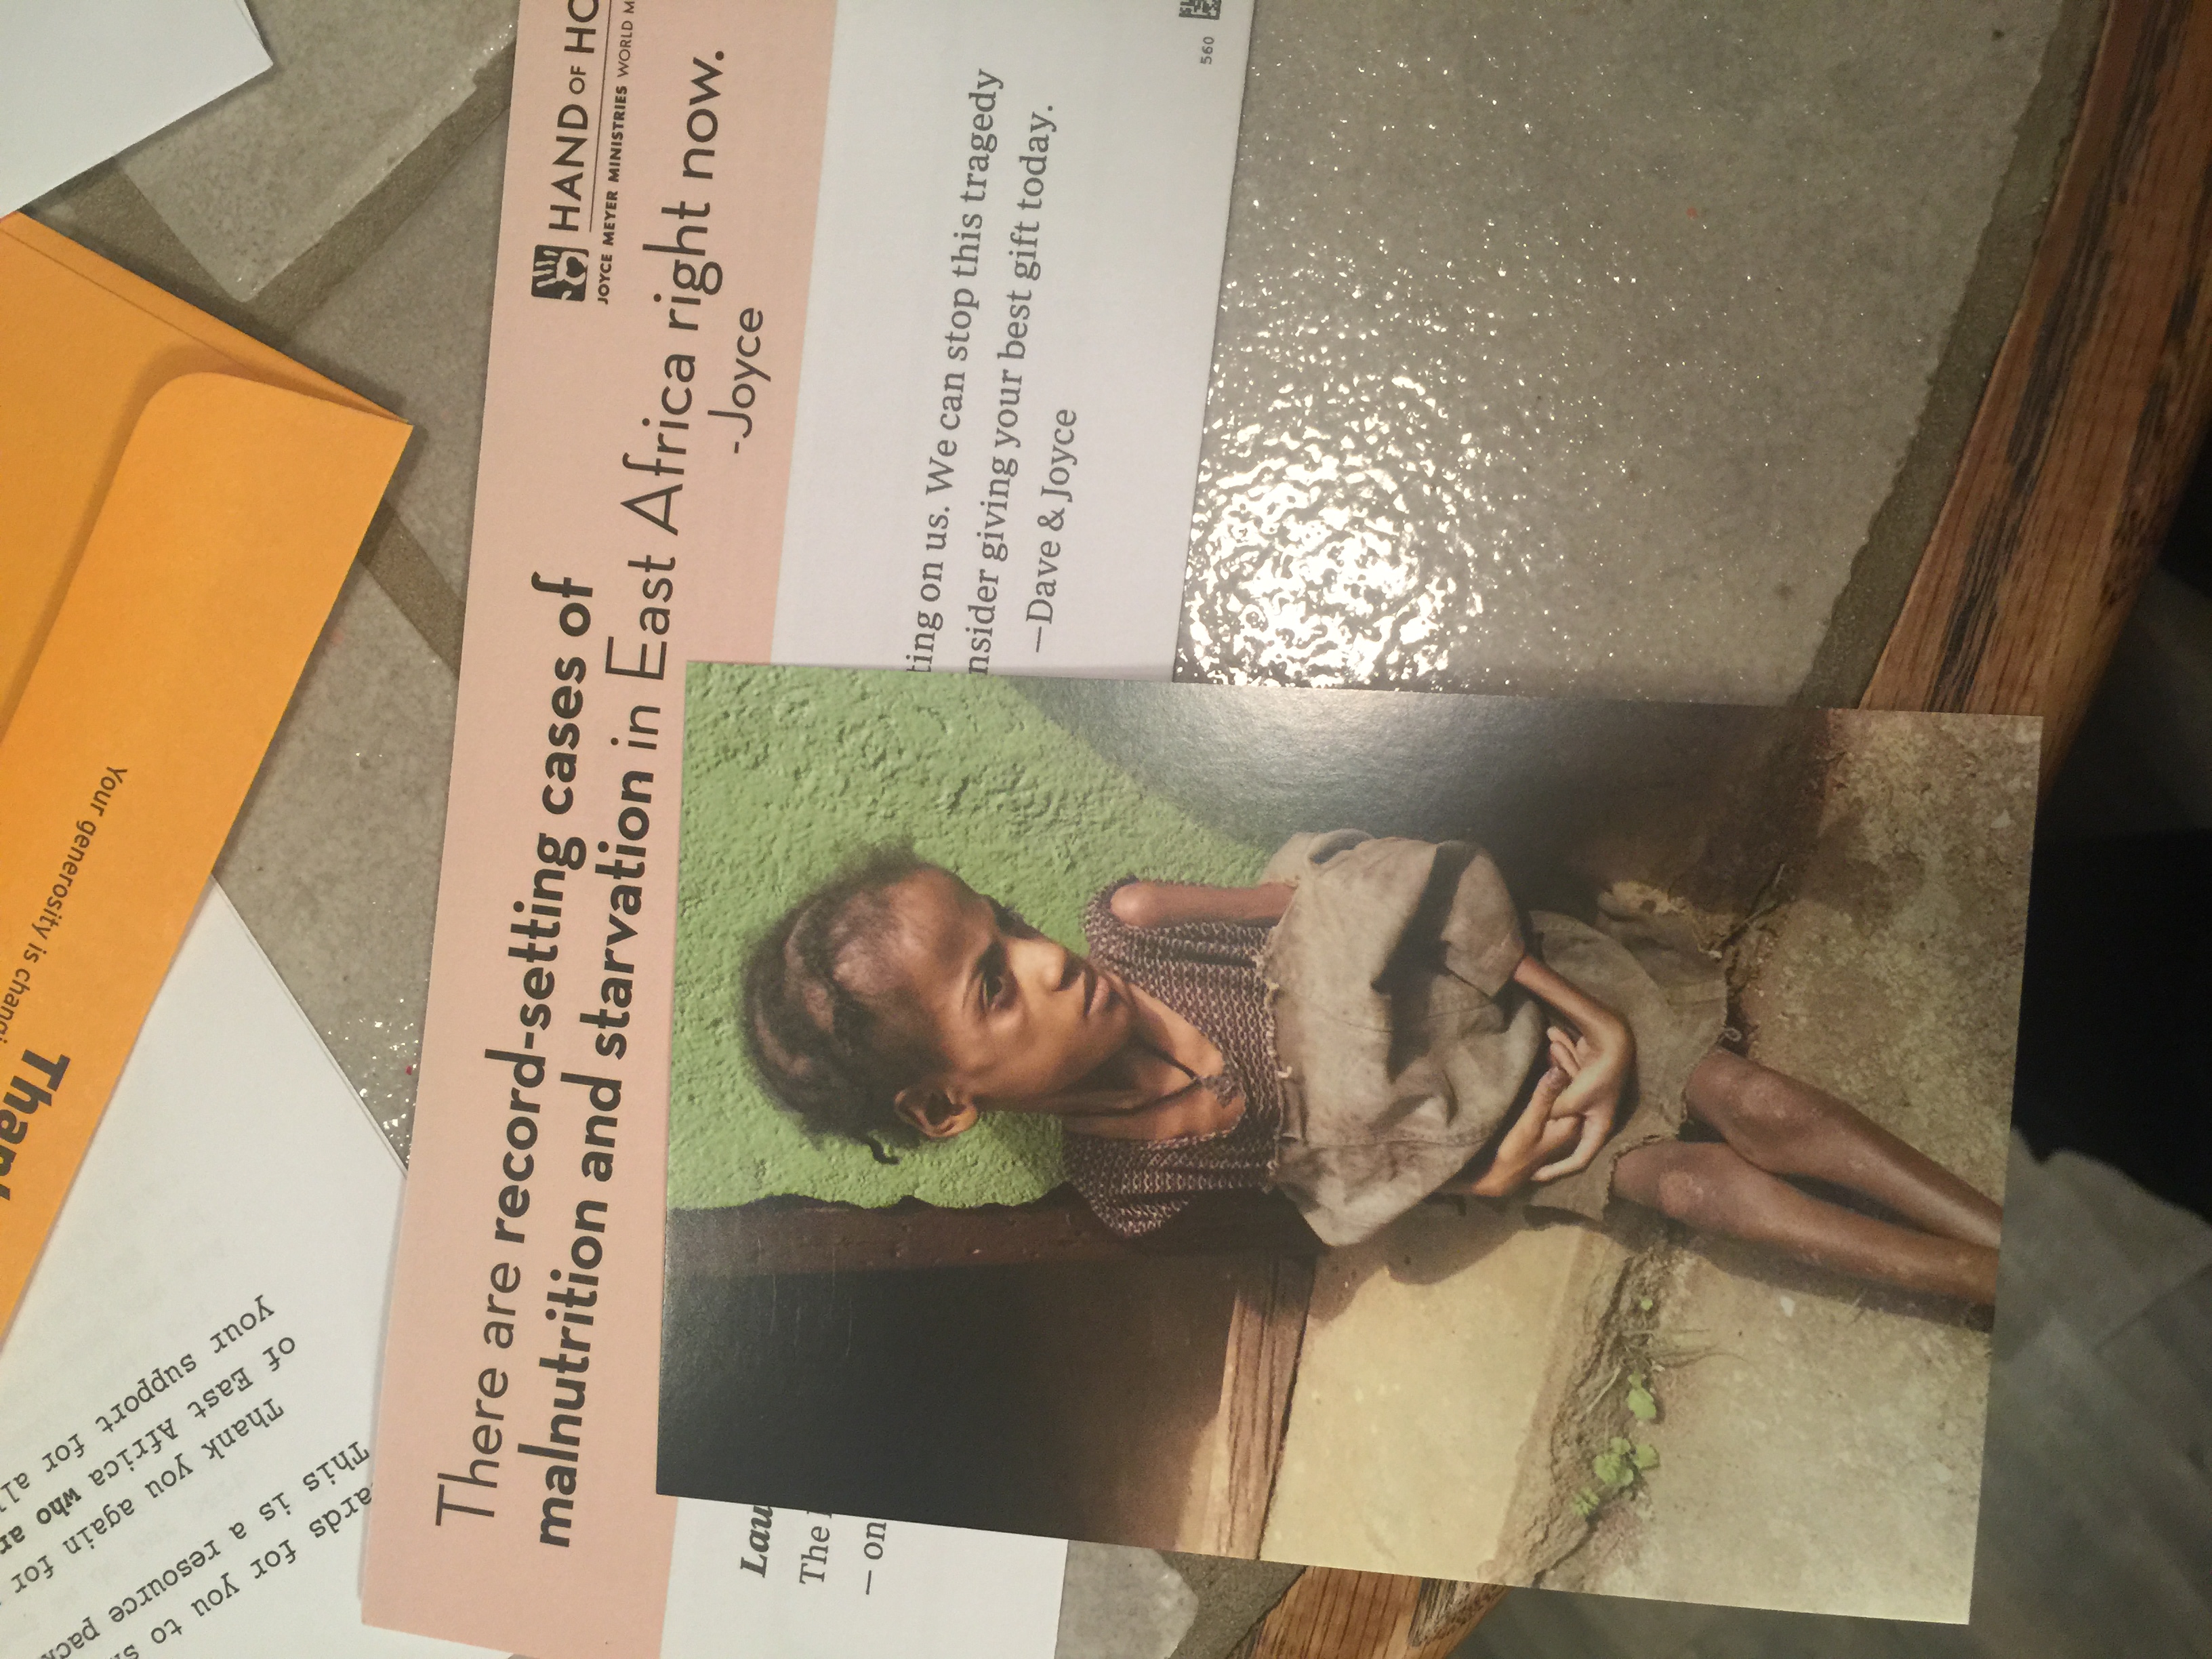 Than
Your generosity is changi
your support for al
of East Africa who ar
Thank you again for
This is a resource pack
ards for you to s
There are record-setting cases of
malnutrition and starvation in East Africa right now.
-Joyce
HAND OF HO
JOYCE MEYER MINISTRIES WORLD M
Lau
The
— on
ting on us. We can stop this tragedy
nsider giving your best gift today.
—Dave & Joyce
560